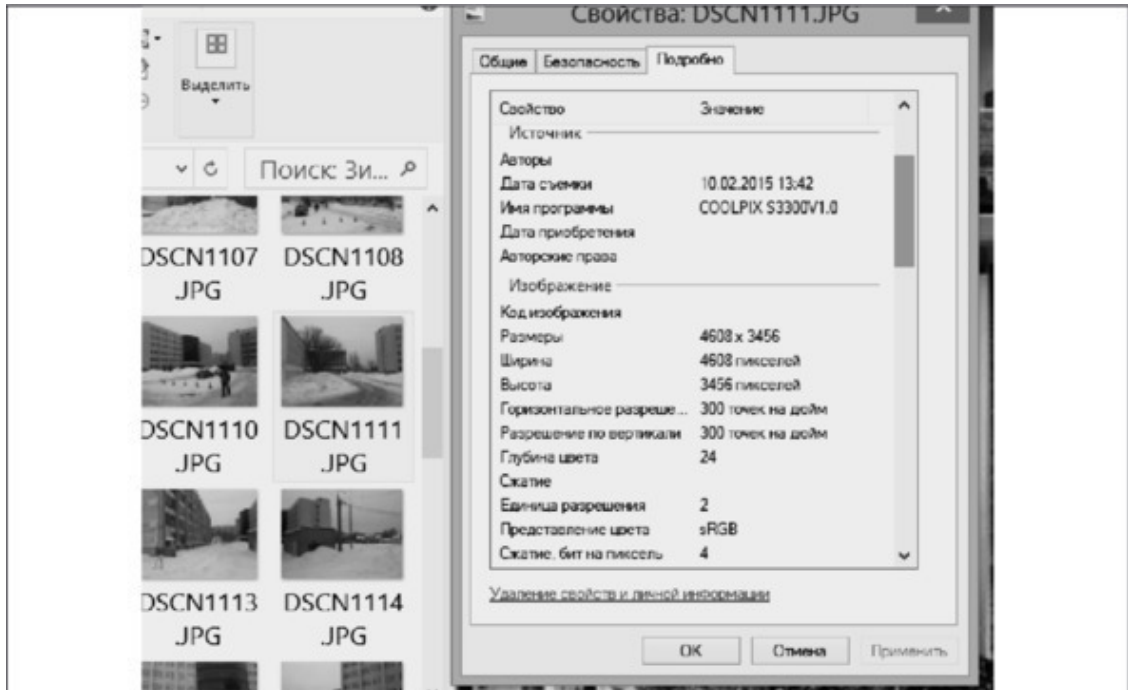 Выделить
Поиск: Зи...
DSCN1107
.JPG
DSCN1108
.JPG
DSCN1110
.JPG
DSCN1111
.JPG
DSCN1113
.JPG
DSCN1114
.JPG
Свойства: DSCN1111.JPG
Общие Безопасность Подробно
Свойство Значение
Источник
Авторы
Дата съемки 10.02.2015 13:42
Имя программы COOLPIX S3300V1.0
Дата приобретения
Авторские права
Изображение
Код изображения
Размеры 4608 x 3456
Ширина 4608 пикселей
Высота 3456 пикселей
Горизонтальное разреше... 300 точек на дюйм
Разрешение по вертикали 300 точек на дюйм
Глубина цвета 24
Сжатие
Единица разрешения 2
Представление цвета sRGB
Сжатие, бит на пиксель 4
Удаление свойств и личной информации
OK Отмена Применить